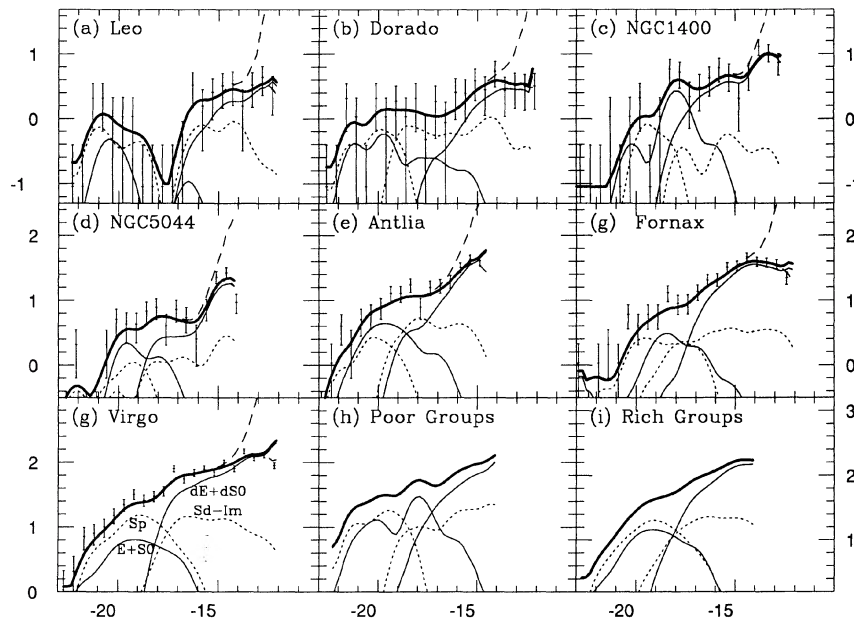 (a) Leo
(b) Dorado
(c) NGC1400
1
0
-1
1
0
-1
(d) NGC5044
(e) Antlia
(g) Fornax
2
1
0
2
1
0
(g) Virgo
(h) Poor Groups
(i) Rich Groups
dE+dS0
Sd-Im
Sp
E+S0
2
1
0
3
2
1
0
-20
-15
-20
-15
-20
-15